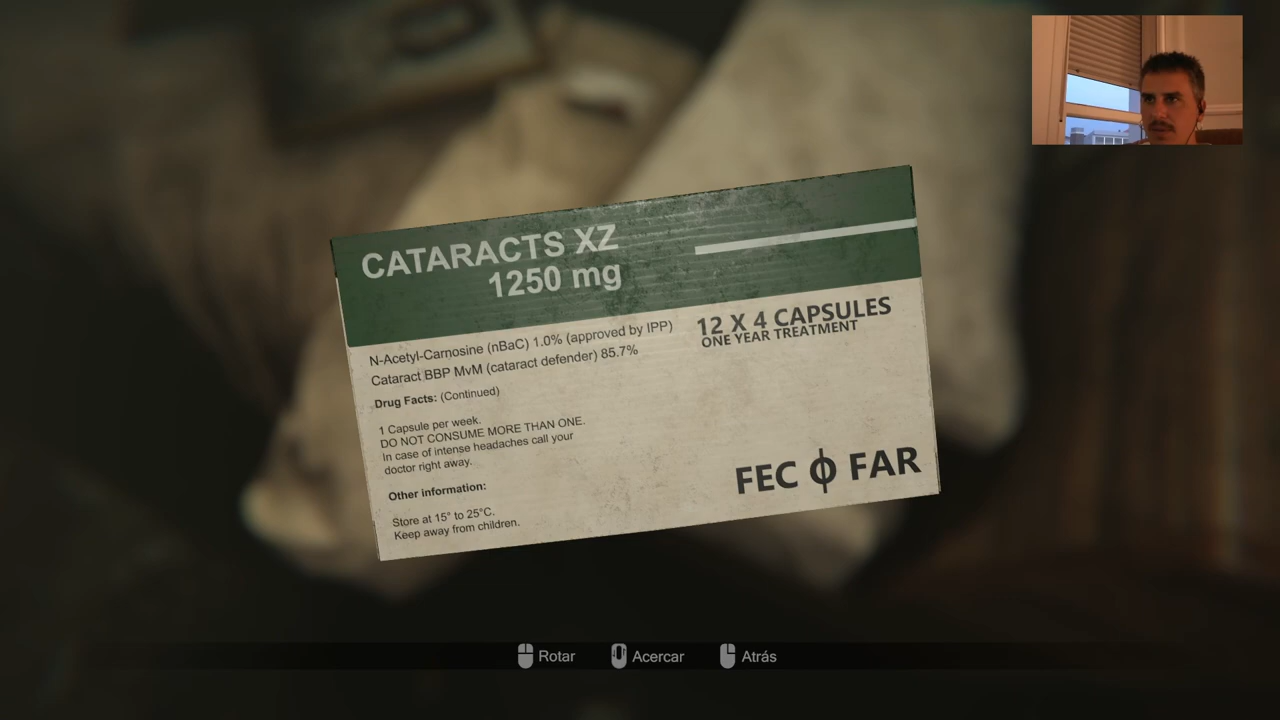 CATARACTS XZ
1250 mg
N-Acetyl-Carnosine (nBaC) 1.0% (approved by IPP)
Cataract BBP MvM (cataract defender) 85.7%
Drug Facts: (Continued)
1 Capsule per week.
DO NOT CONSUME MORE THAN ONE.
In case of intense headaches call your
doctor right away.
Other information:
Store at 15° to 25°C.
Keep away from children.
12 X 4 CAPSULES
ONE YEAR TREATMENT
FEC ϕ FAR
Rotar
Acercar
Atrás